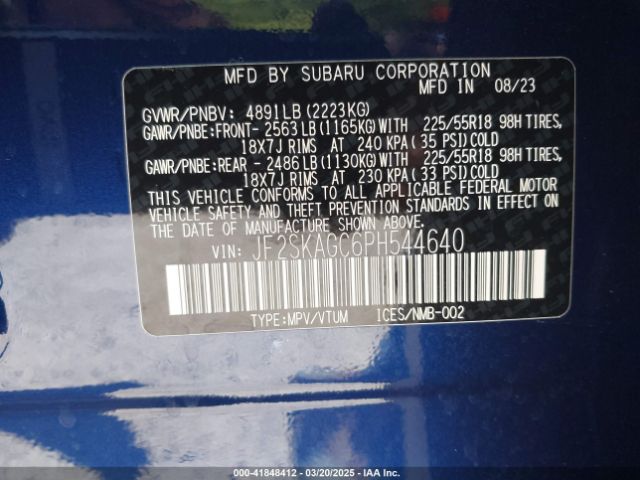 MFD BY SUBARU CORPORATION
MFD IN 08/23
GVWR/PNBV: 4891LB (2223KG)
GAWR/PNBE:FRONT- 2563LB (1165KG) WITH 225/55R18 98H TIRES,
18X7J RIMS AT 240 KPA( 35 PSI) COLD
GAWR/PNBE:REAR - 2486LB (1130KG) WITH 225/55R18 98H TIRES,
18X7J RIMS AT 230 KPA( 33 PSI) COLD
THIS VEHICLE CONFORMS TO ALL APPLICABLE FEDERAL MOTOR
VEHICLE SAFETY AND THEFT PREVENTION STANDARDS IN EFFECT ON
THE DATE OF MANUFACTURE SHOWN ABOVE.
VIN: JF2SKAGC6PH544640
TYPE:MPV/VTUM ICES/NMB-002
000-41848412 — 03/20/2025 — IAA Inc.